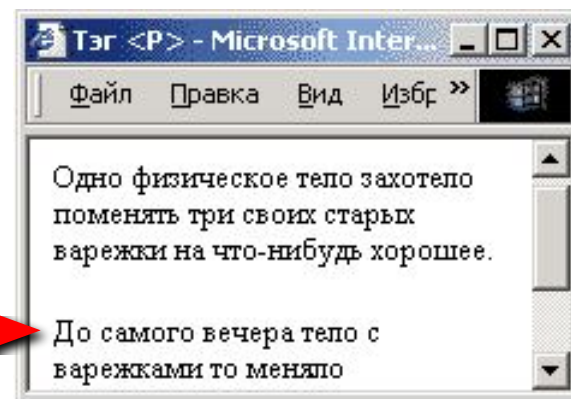 Тэг <P> - Microsoft Inter...
Файл Правка Вид Избр »
Одно физическое тело захотело
поменять три своих старых
варежки на что-нибудь хорошее.
До самого вечера тело с
варежками то меняло